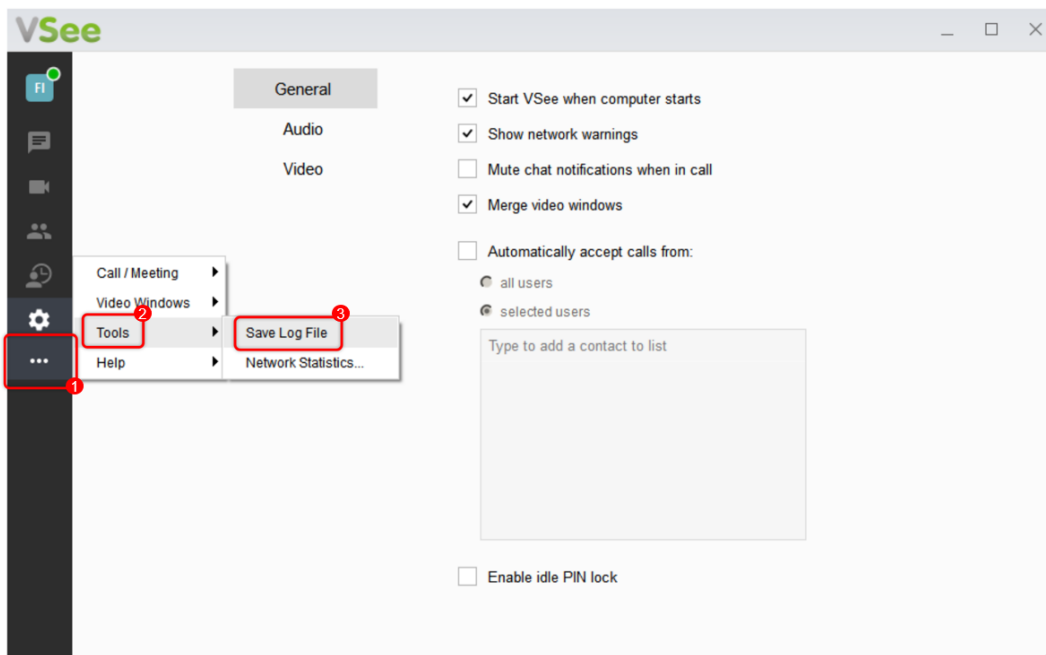 VSee
FI
General
Audio
Video
Start VSee when computer starts
Show network warnings
Mute chat notifications when in call
Merge video windows
Automatically accept calls from:
all users
selected users
Type to add a contact to list
Enable idle PIN lock
Call / Meeting
Video Windows
2
Tools
Help
1
3
Save Log File
Network Statistics...